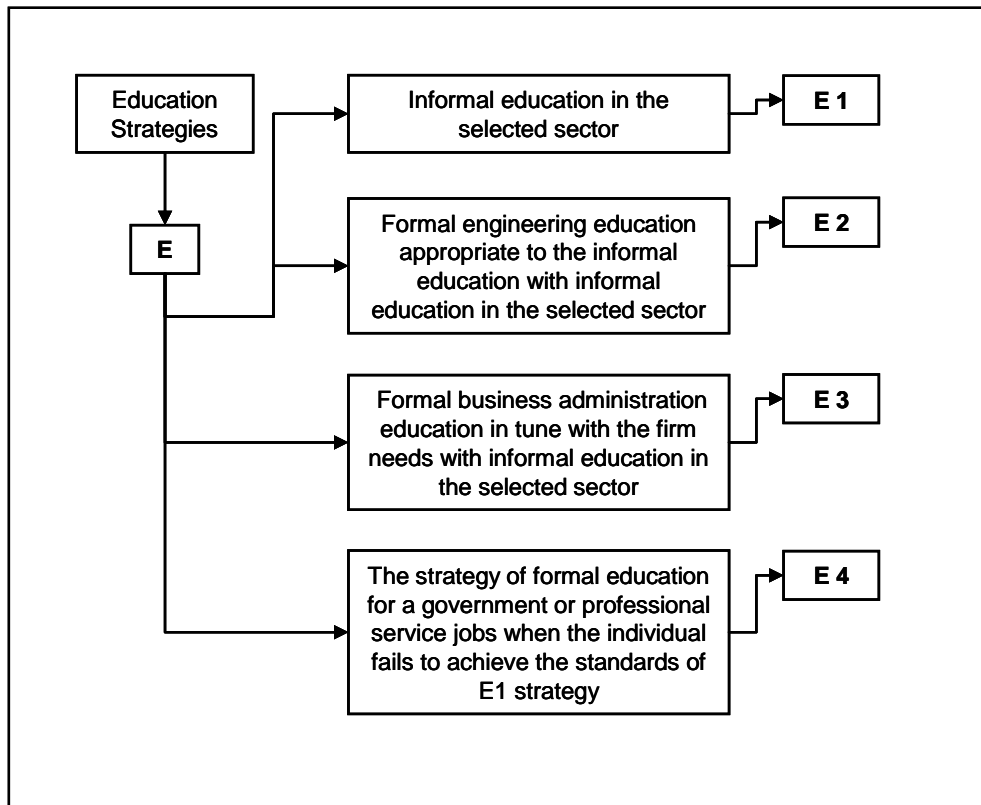 Education
Strategies
E
Informal education in the
selected sector
E 1
Formal engineering education
appropriate to the informal
education with informal
education in the selected sector
E 2
Formal business administration
education in tune with the firm
needs with informal education in
the selected sector
E 3
The strategy of formal education
for a government or professional
service jobs when the individual
fails to achieve the standards of
E1 strategy
E 4